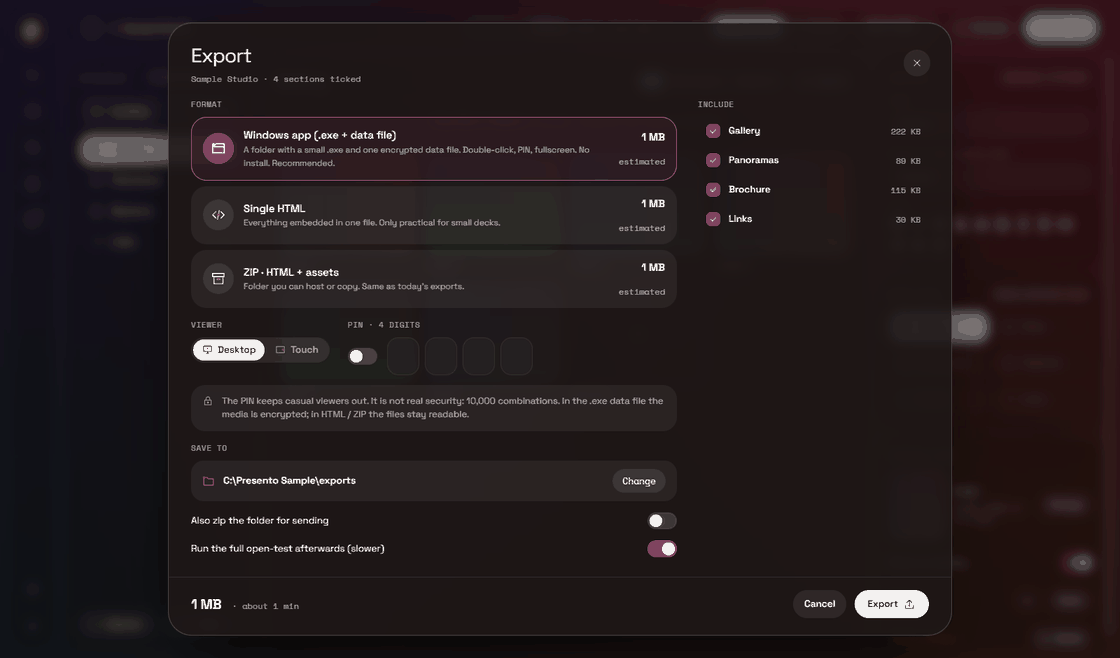 Export
Sample Studio · 4 sections ticked
FORMAT
Windows app (.exe + data file)
A folder with a small .exe and one encrypted data file. Double-click, PIN, fullscreen. No
install. Recommended.
1 MB
estimated
Single HTML
Everything embedded in one file. Only practical for small decks.
1 MB
estimated
ZIP · HTML + assets
Folder you can host or copy. Same as today's exports.
1 MB
estimated
INCLUDE
Gallery 222 KB
Panoramas 89 KB
Brochure 115 KB
Links 30 KB
VIEWER
Desktop Touch
PIN · 4 DIGITS
The PIN keeps casual viewers out. It is not real security: 10,000 combinations. In the .exe data file the
media is encrypted; in HTML / ZIP the files stay readable.
SAVE TO
C:\Presento Sample\exports
Change
Also zip the folder for sending
Run the full open-test afterwards (slower)
1 MB · about 1 min
Cancel
Export